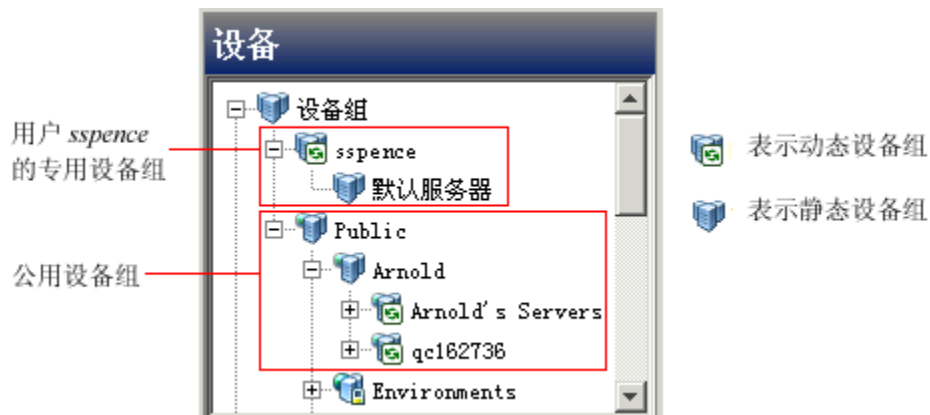 设备
设备组
用户 sspence
的专用设备组
sspence
默认服务器
公用设备组
Public
Arnold
Arnold's Servers
qc162736
Environments
表示动态设备组
表示静态设备组